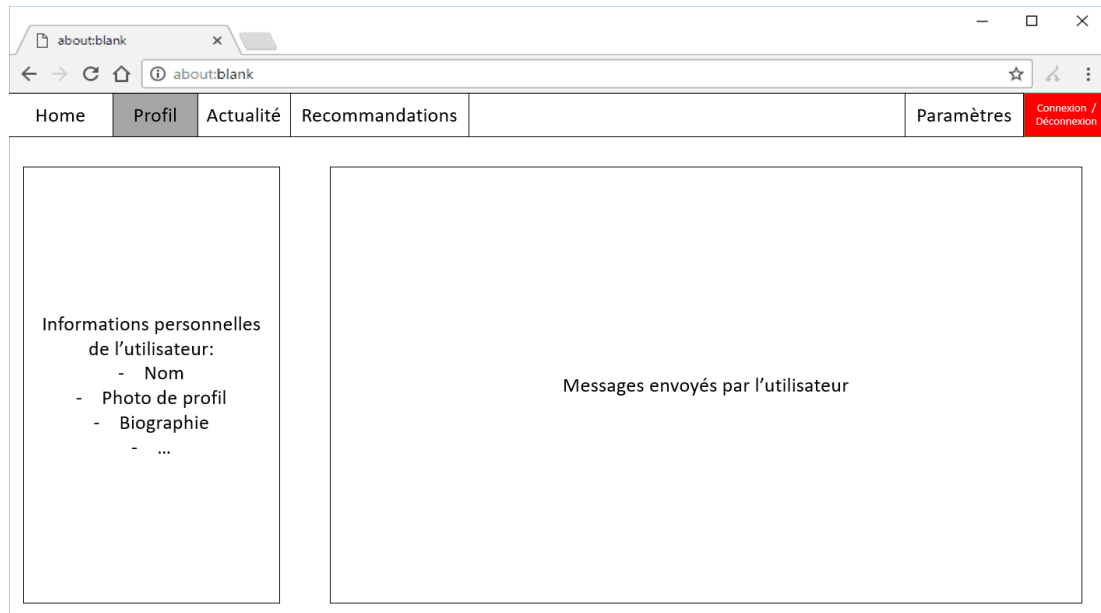 about:blank
about:blank
Home Profil Actualité Recommandations Paramètres Connexion /
Déconnexion
Informations personnelles
de l’utilisateur:
- Nom
- Photo de profil
- Biographie
- ...
Messages envoyés par l’utilisateur